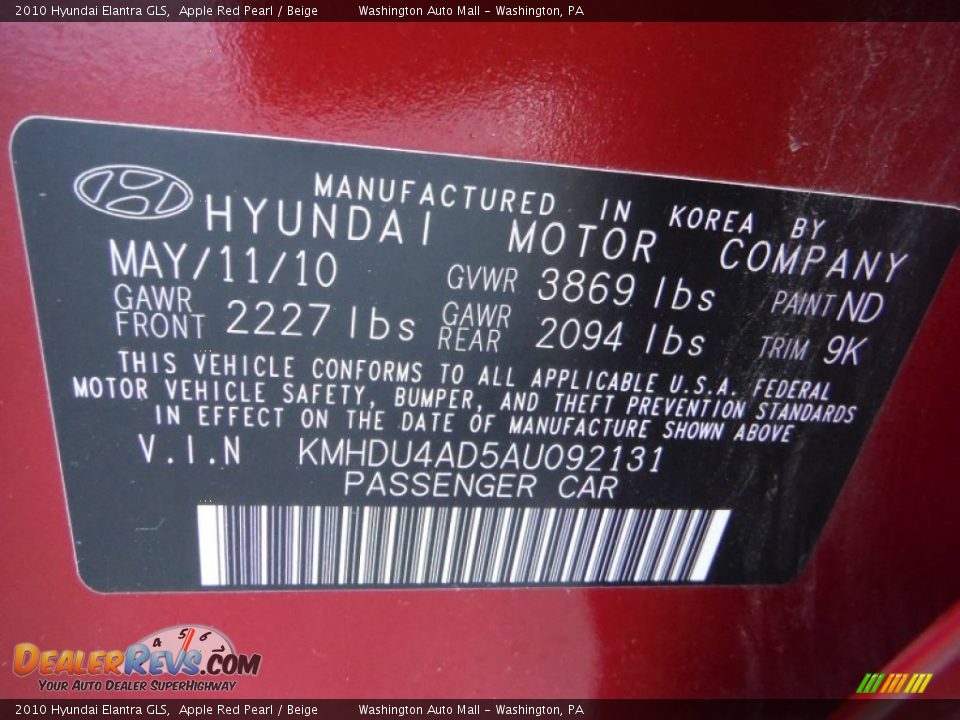 2010 Hyundai Elantra GLS, Apple Red Pearl / Beige Washington Auto Mall – Washington, PA
MANUFACTURED IN KOREA BY
HYUNDAI MOTOR COMPANY
MAY/11/10 GVWR 3869 lbs PAINT ND
GAWR FRONT 2227 lbs GAWR REAR 2094 lbs TRIM 9K
THIS VEHICLE CONFORMS TO ALL APPLICABLE U.S.A. FEDERAL
MOTOR VEHICLE SAFETY, BUMPER, AND THEFT PREVENTION STANDARDS
IN EFFECT ON THE DATE OF MANUFACTURE SHOWN ABOVE
V.I.N KMHDU4AD5AU092131
PASSENGER CAR
4 5 6 7
DEALERREVS.COM
YOUR AUTO DEALER SUPERHIGHWAY
2010 Hyundai Elantra GLS, Apple Red Pearl / Beige Washington Auto Mall – Washington, PA